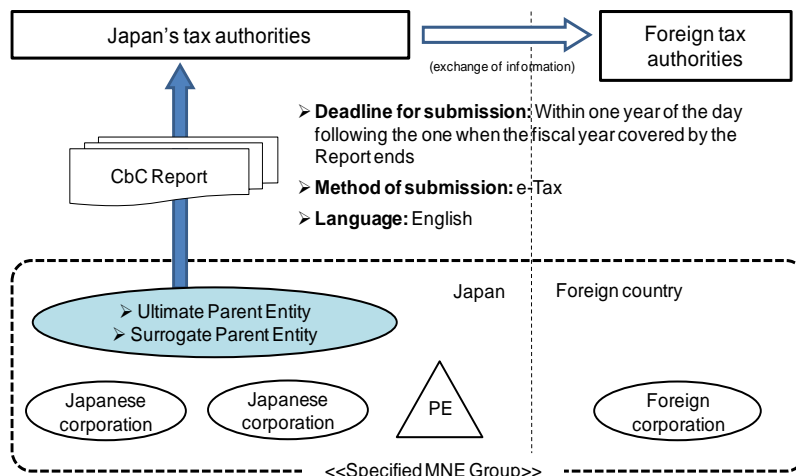 Japan's tax authorities
(exchange of information)
Foreign tax
authorities
➢ Deadline for submission: Within one year of the day
following the one when the fiscal year covered by the
Report ends
➢ Method of submission: e-Tax
➢ Language: English
CbC Report
Japan
Foreign country
➢ Ultimate Parent Entity
➢ Surrogate Parent Entity
Japanese
corporation
Japanese
corporation
PE
Foreign
corporation
<<Specified MNE Group>>